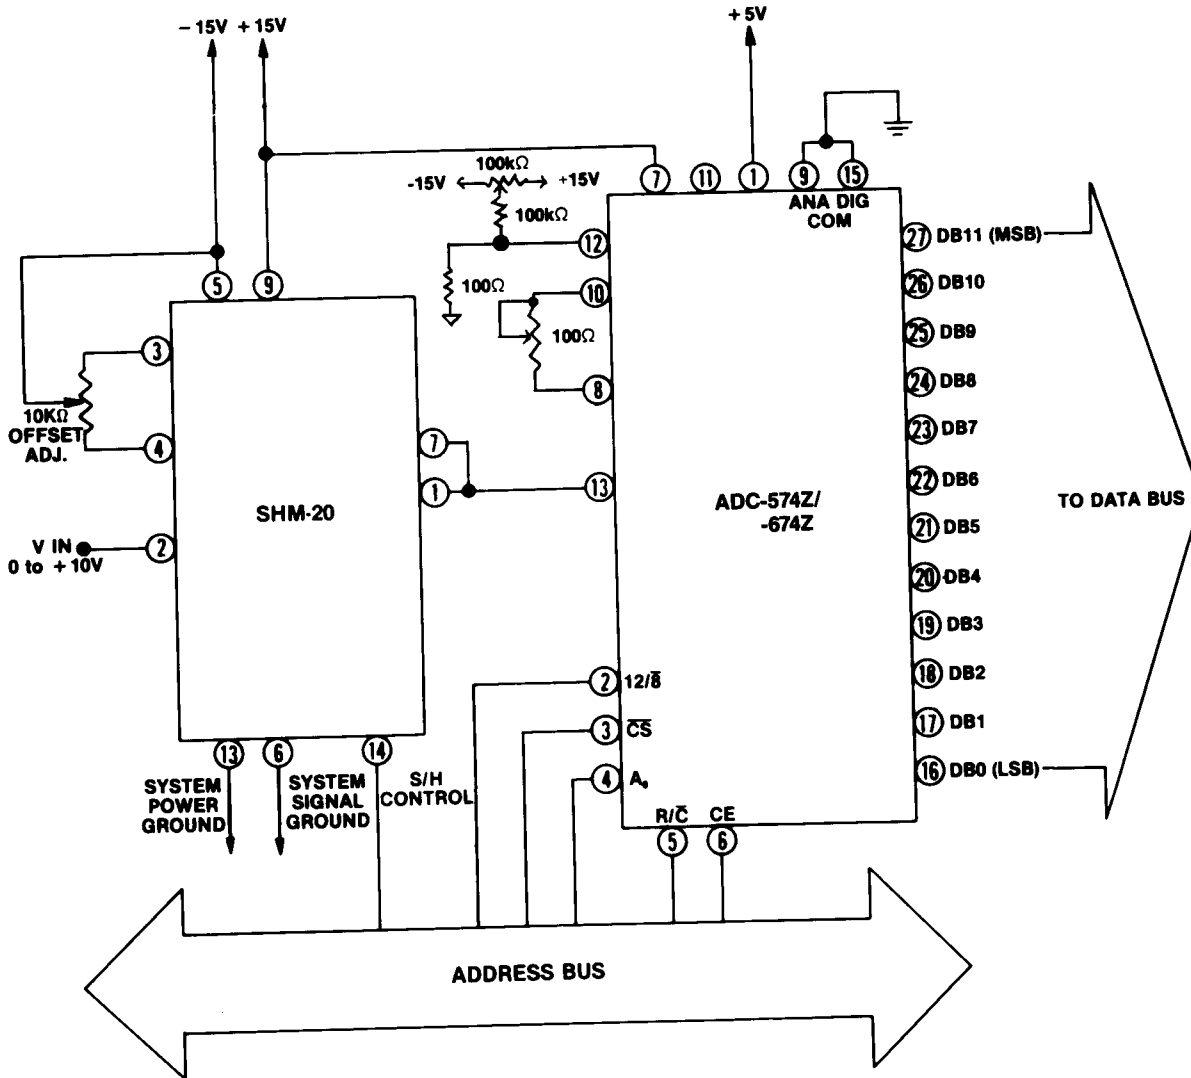 − 15V + 15V
+ 5V
100kΩ
-15V +15V
100kΩ
7 11 1 9 15
ANA DIG
COM
12
27 DB11 (MSB)
5 9
100Ω
10
26 DB10
3
100Ω
25 DB9
8
24 DB8
10KΩ
OFFSET
ADJ.
4
7
23 DB7
1
13
22 DB6
SHM-20
ADC-574Z/
-674Z
TO DATA BUS
21 DB5
V IN
0 to + 10V
2
20 DB4
19 DB3
2 12/8̅
18 DB2
3 C̅S̅
17 DB1
13 6 14
4 A₀
16 DB0 (LSB)
SYSTEM
POWER
GROUND
SYSTEM
SIGNAL
GROUND
S/H
CONTROL
R/C̅ CE
5 6
ADDRESS BUS